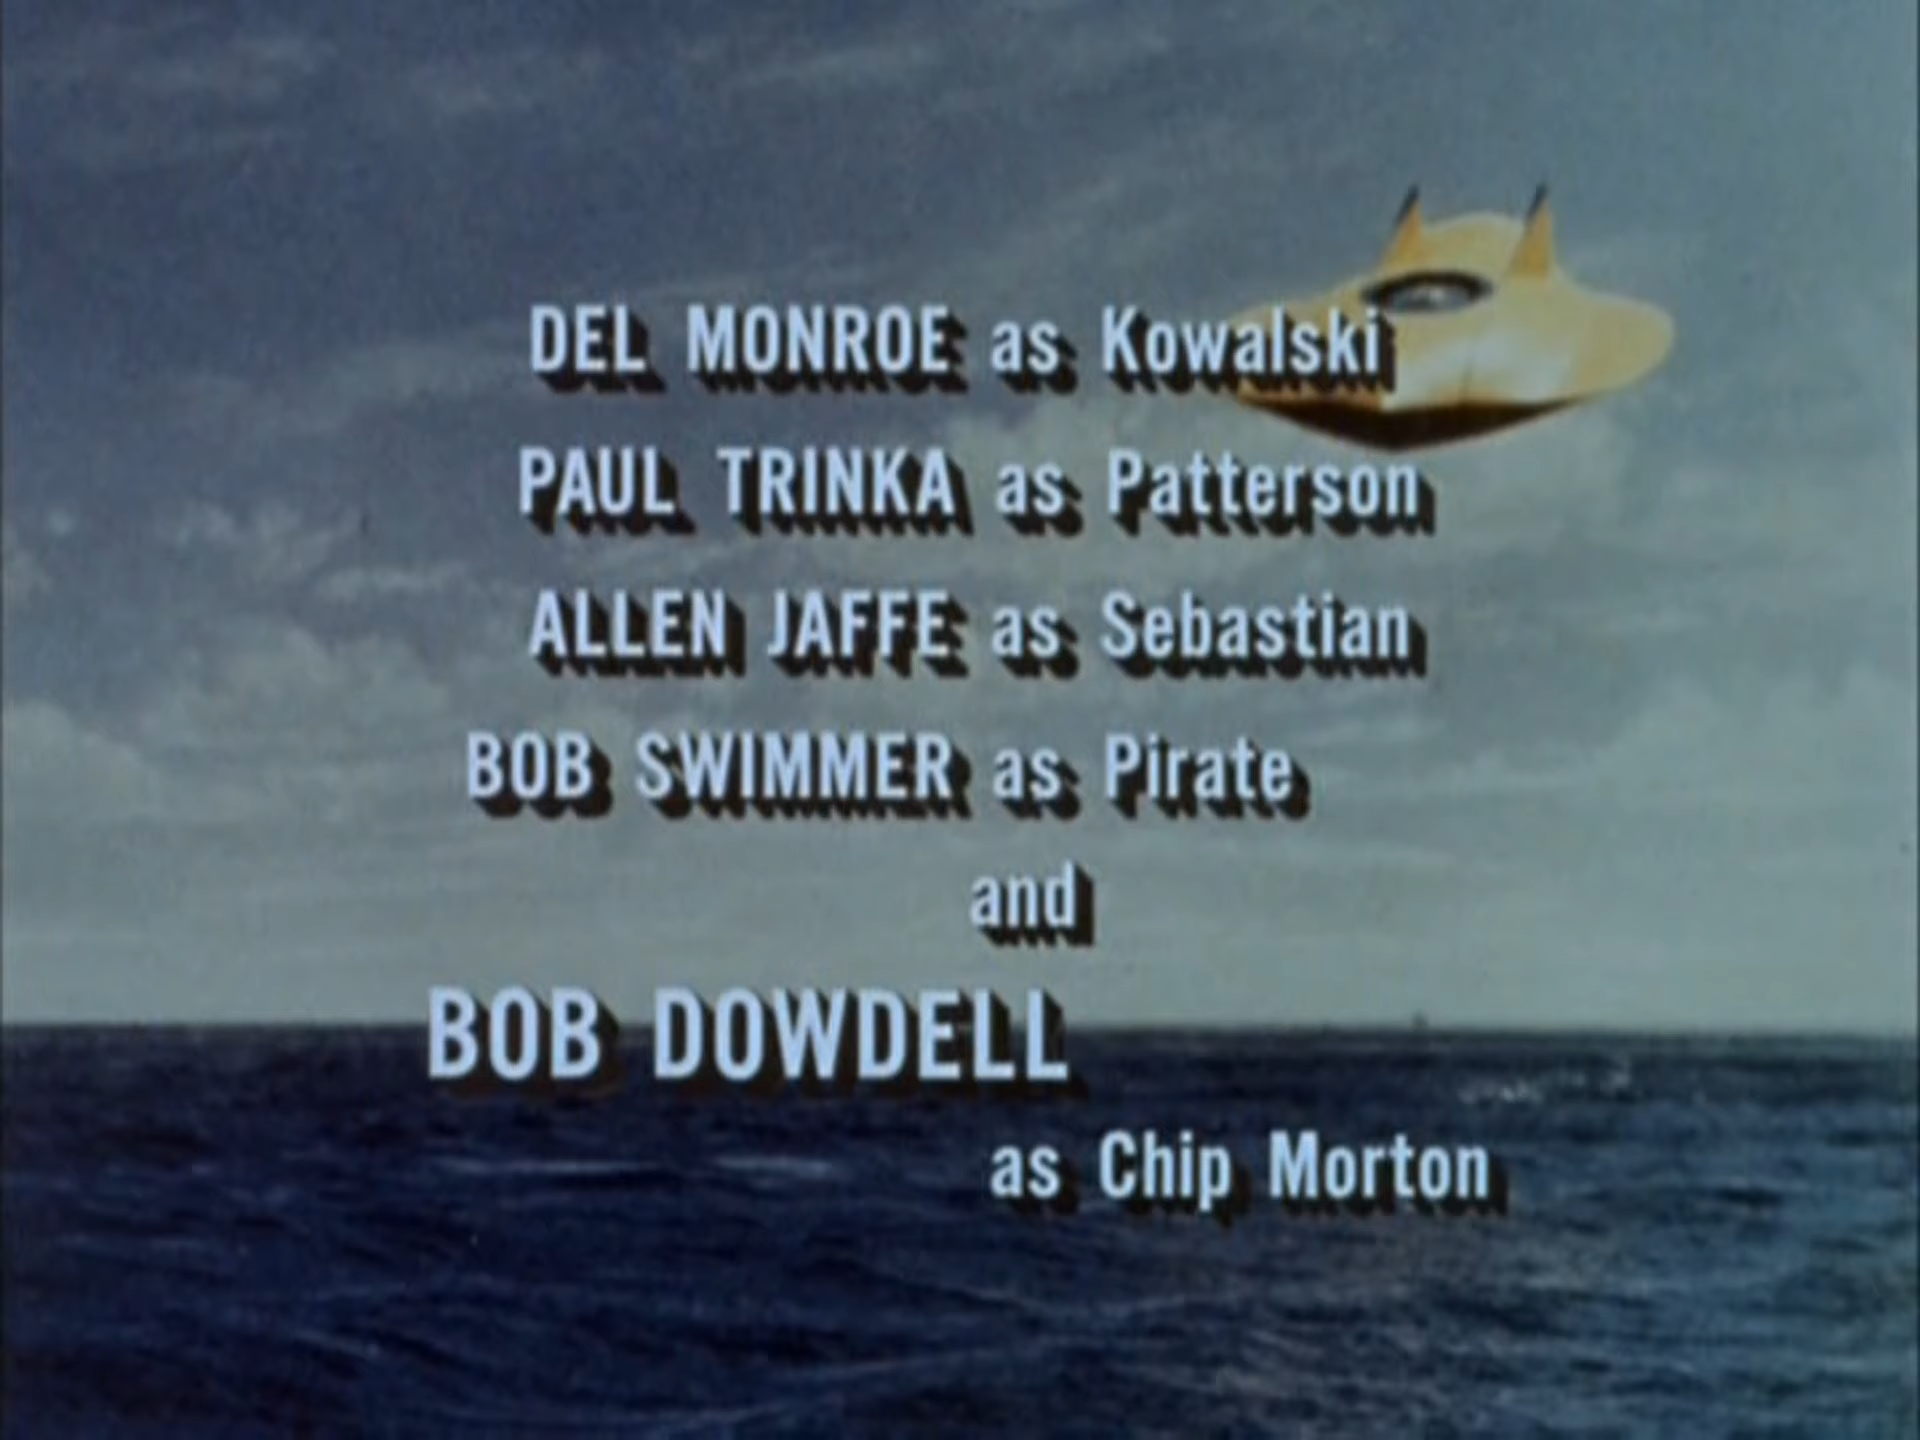 DEL MONROE as Kowalski
PAUL TRINKA as Patterson
ALLEN JAFFE as Sebastian
BOB SWIMMER as Pirate
and
BOB DOWDELL
as Chip Morton